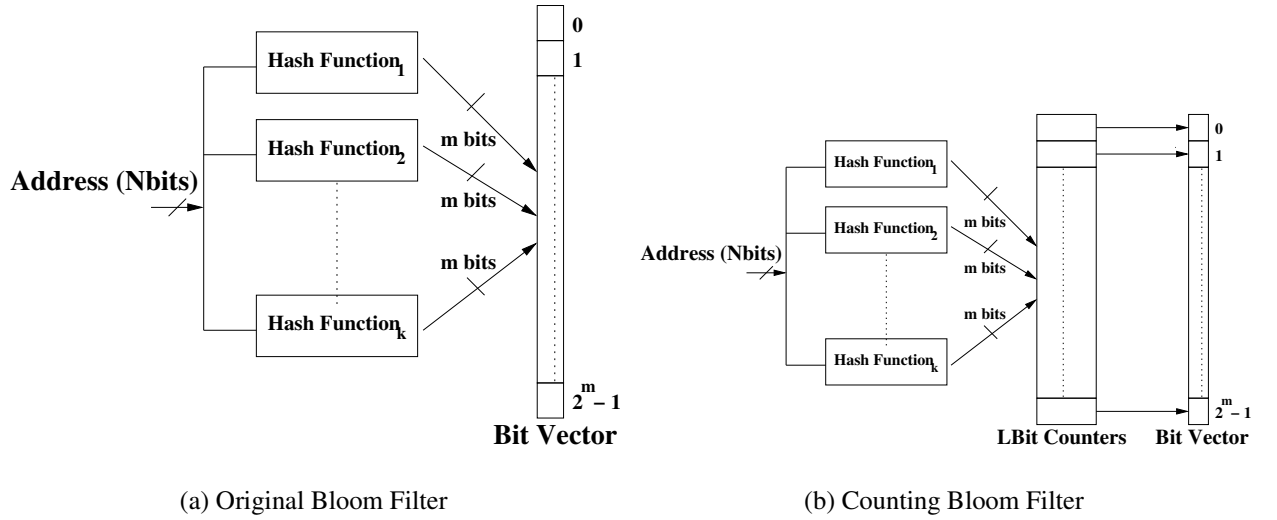 0
1
Hash Function1
m bits
Hash Function2
m bits
Address (Nbits)
m bits
Hash Functionk
2^m − 1
Bit Vector
(a) Original Bloom Filter
0
1
Hash Function1
m bits
Hash Function2
m bits
Address (Nbits)
m bits
Hash Functionk
2^m − 1
LBit Counters
Bit Vector
(b) Counting Bloom Filter